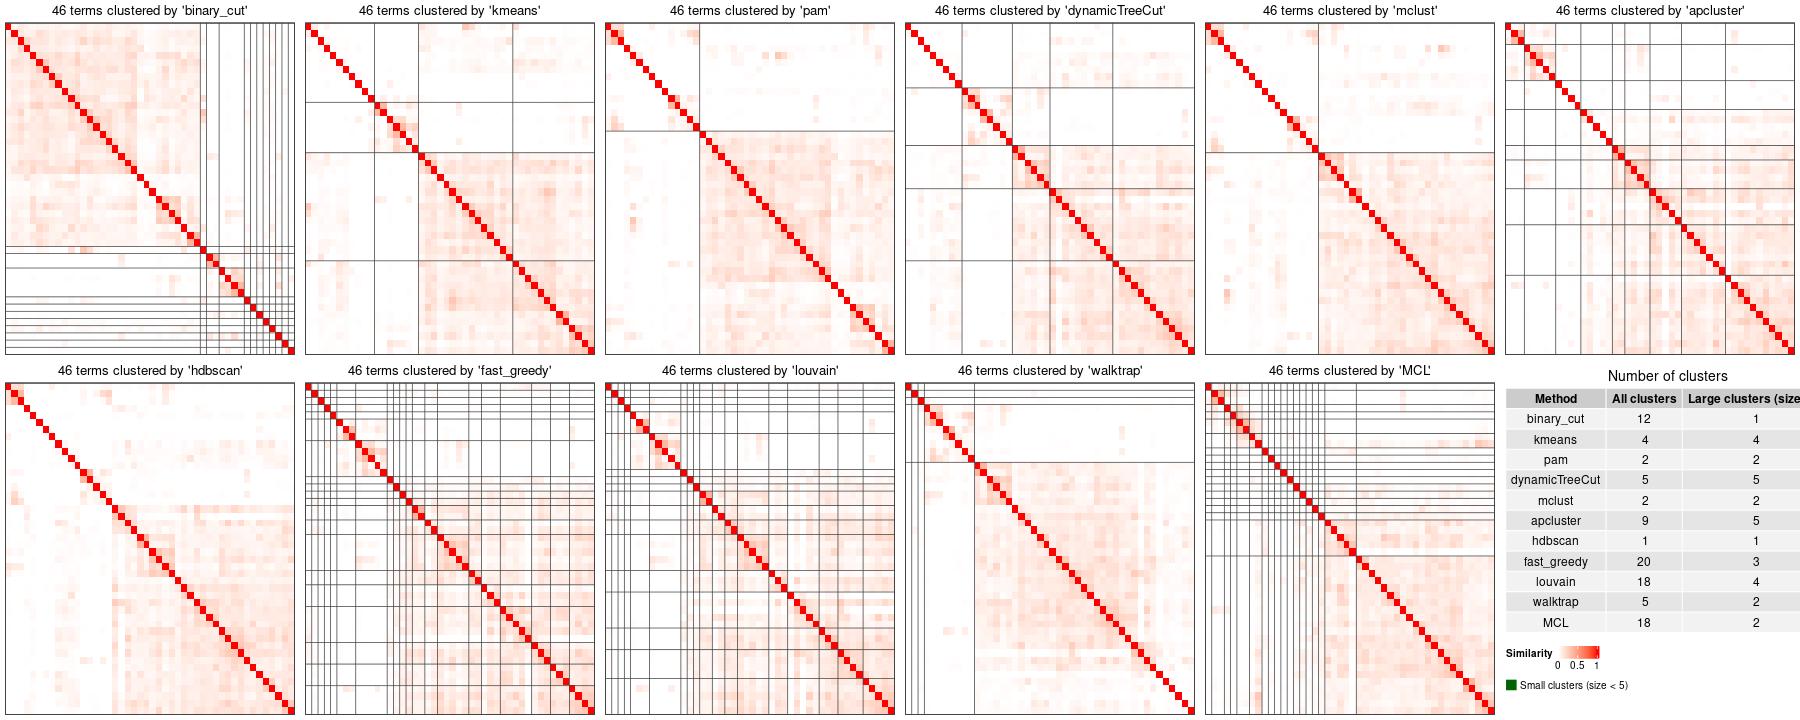 46 terms clustered by 'binary_cut'
46 terms clustered by 'kmeans'
46 terms clustered by 'pam'
46 terms clustered by 'dynamicTreeCut'
46 terms clustered by 'mclust'
46 terms clustered by 'apcluster'
46 terms clustered by 'hdbscan'
46 terms clustered by 'fast_greedy'
46 terms clustered by 'louvain'
46 terms clustered by 'walktrap'
46 terms clustered by 'MCL'
Number of clusters
Method All clusters Large clusters (size
binary_cut 12 1
kmeans 4 4
pam 2 2
dynamicTreeCut 5 5
mclust 2 2
apcluster 9 5
hdbscan 1 1
fast_greedy 20 3
louvain 18 4
walktrap 5 2
MCL 18 2
Similarity
0 0.5 1
Small clusters (size < 5)